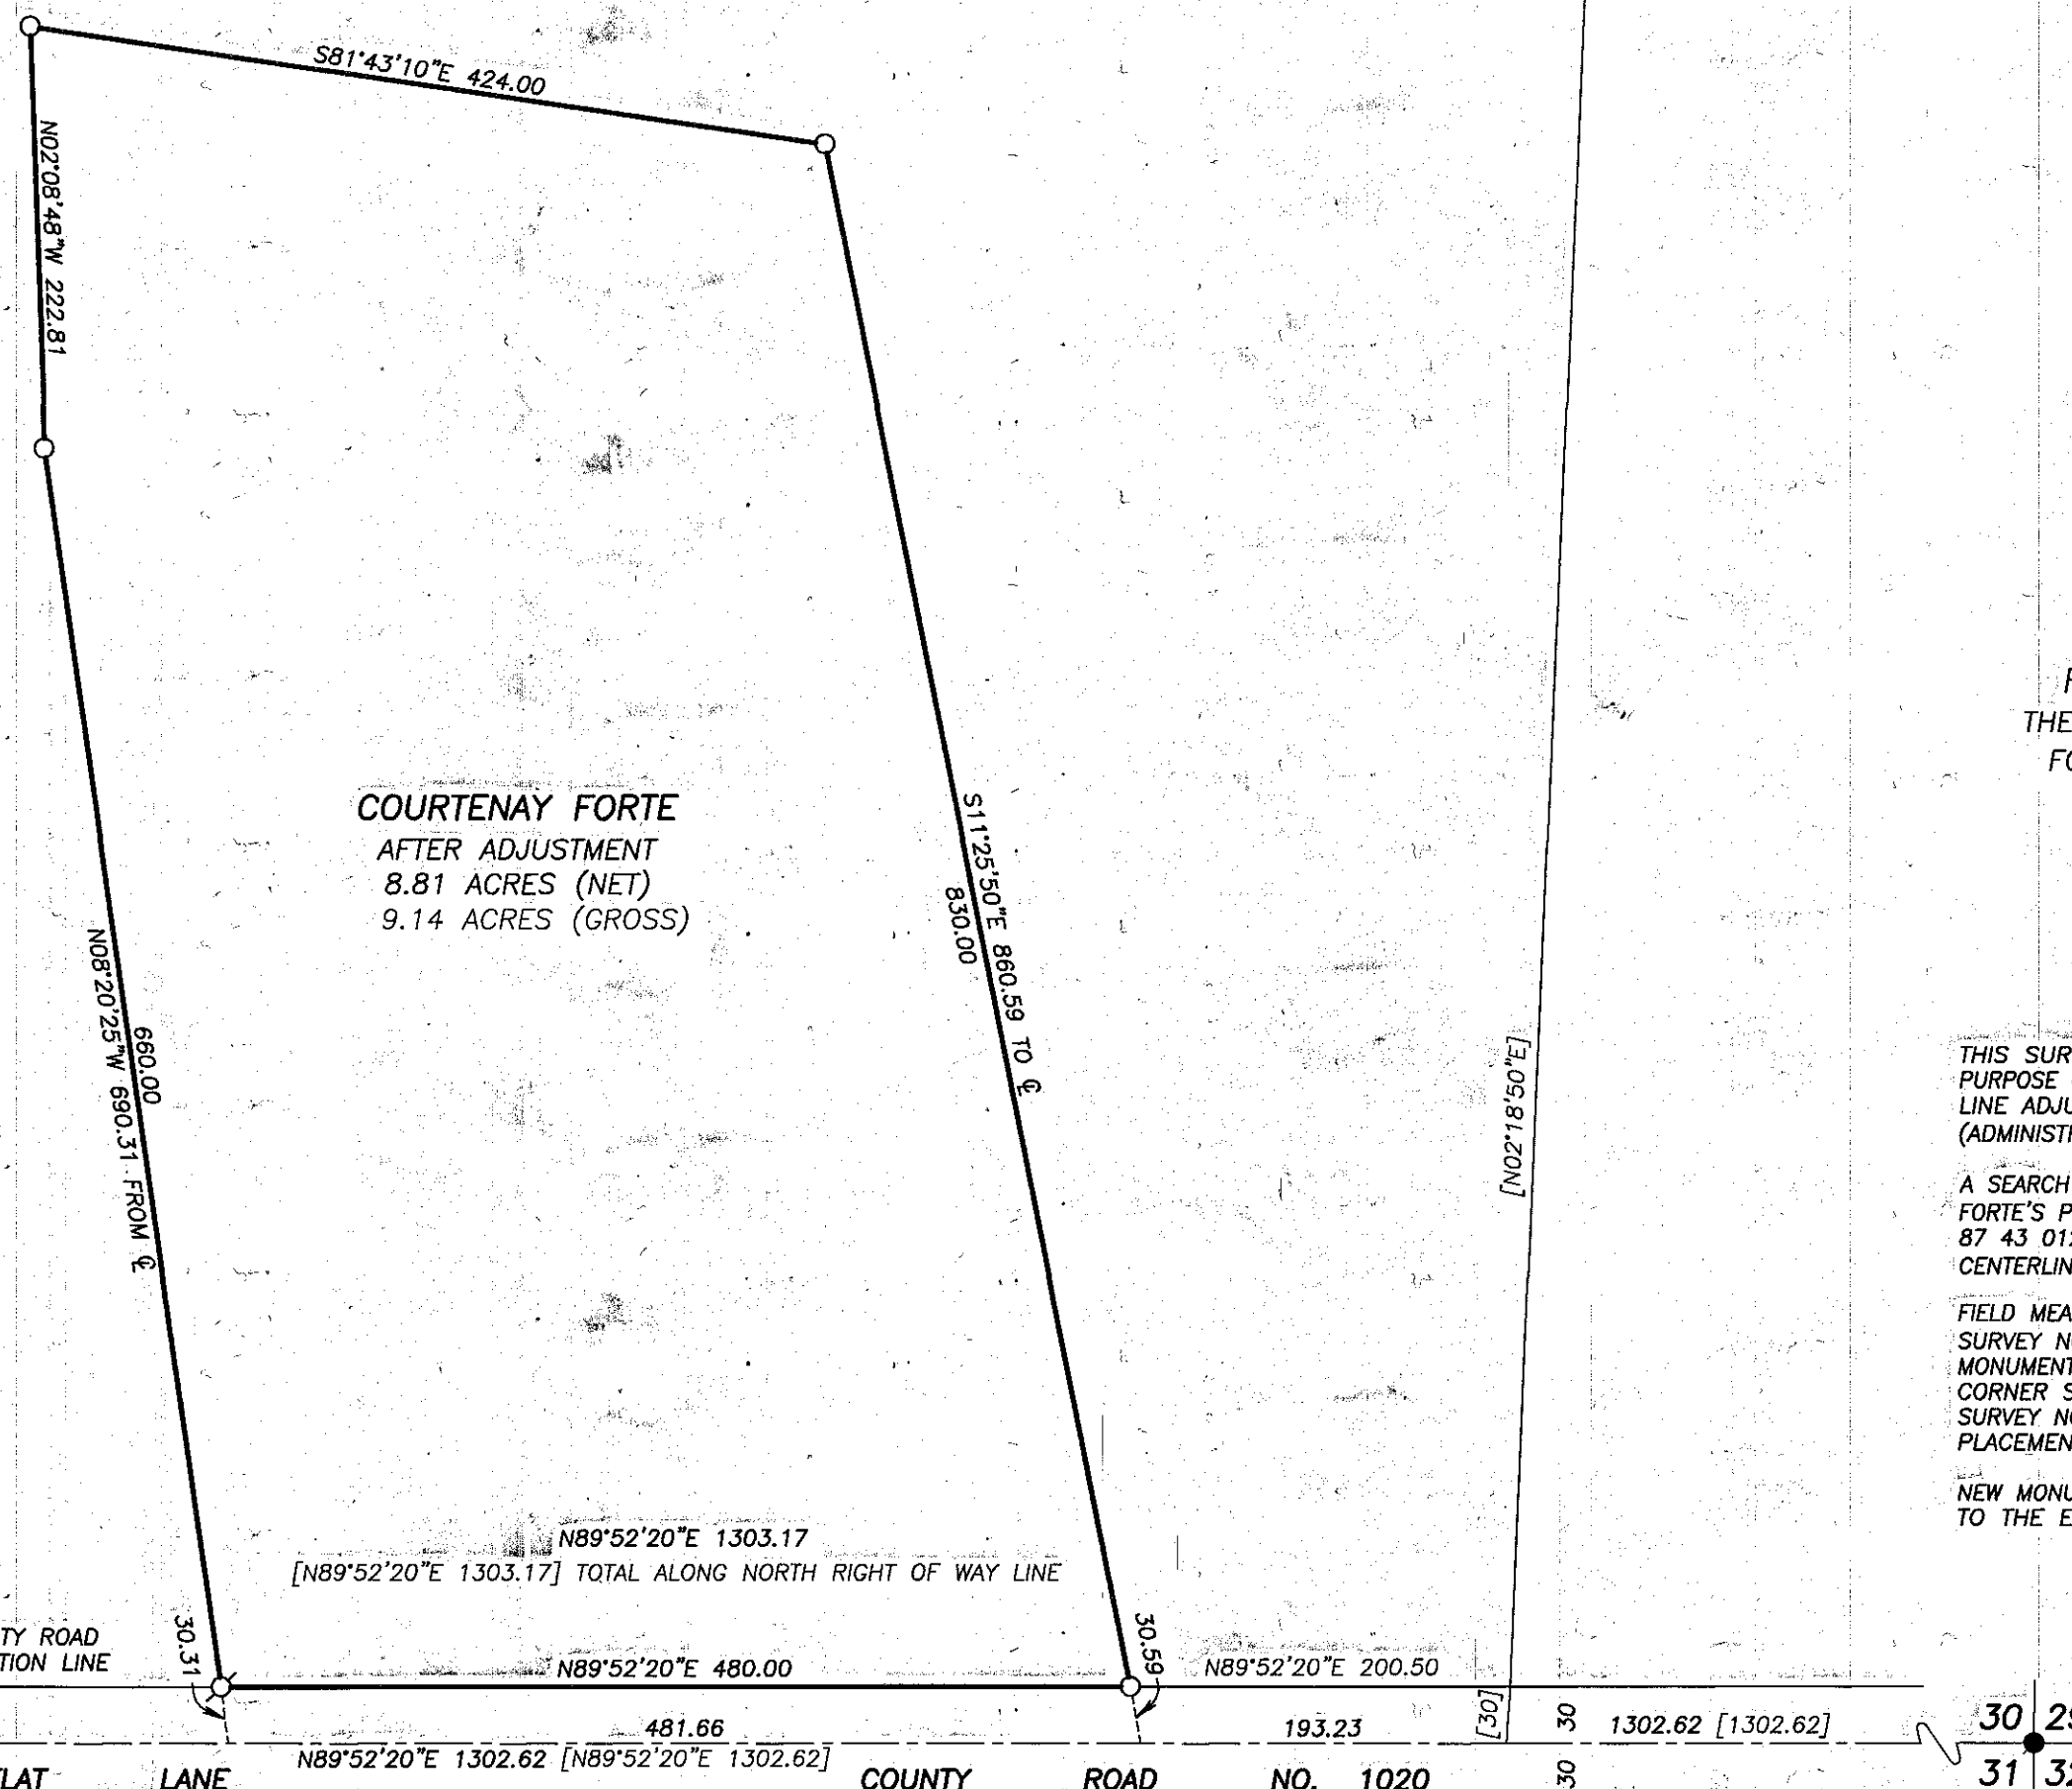 S81°43'10"E 424.00
N02°08'48"W 222.81
THE
COURTENAY FORTE
AFTER ADJUSTMENT
8.81 ACRES (NET)
9.14 ACRES (GROSS)
S11°25'50"E 860.59 TO ℄
830.00
660.00
N08°20'25"W 690.31 FROM ℄
[N02°18'50"E]
THIS SUR
PURPOSE
LINE ADJU
(ADMINIST
A SEARCH
FORTE'S P
87 43 01
CENTERLIN
FIELD MEA
SURVEY N
MONUMENT
CORNER S
SURVEY N
PLACEMEN
NEW MONU
TO THE E
N89°52'20"E 1303.17
[N89°52'20"E 1303.17] TOTAL ALONG NORTH RIGHT OF WAY LINE
TY ROAD
TION LINE
30.31
N89°52'20"E 480.00
30.59
N89°52'20"E 200.50
481.66
193.23
[30]
30
1302.62 [1302.62]
30 29
N89°52'20"E 1302.62 [N89°52'20"E 1302.62]
LAT LANE COUNTY ROAD NO. 1020
30
31 3